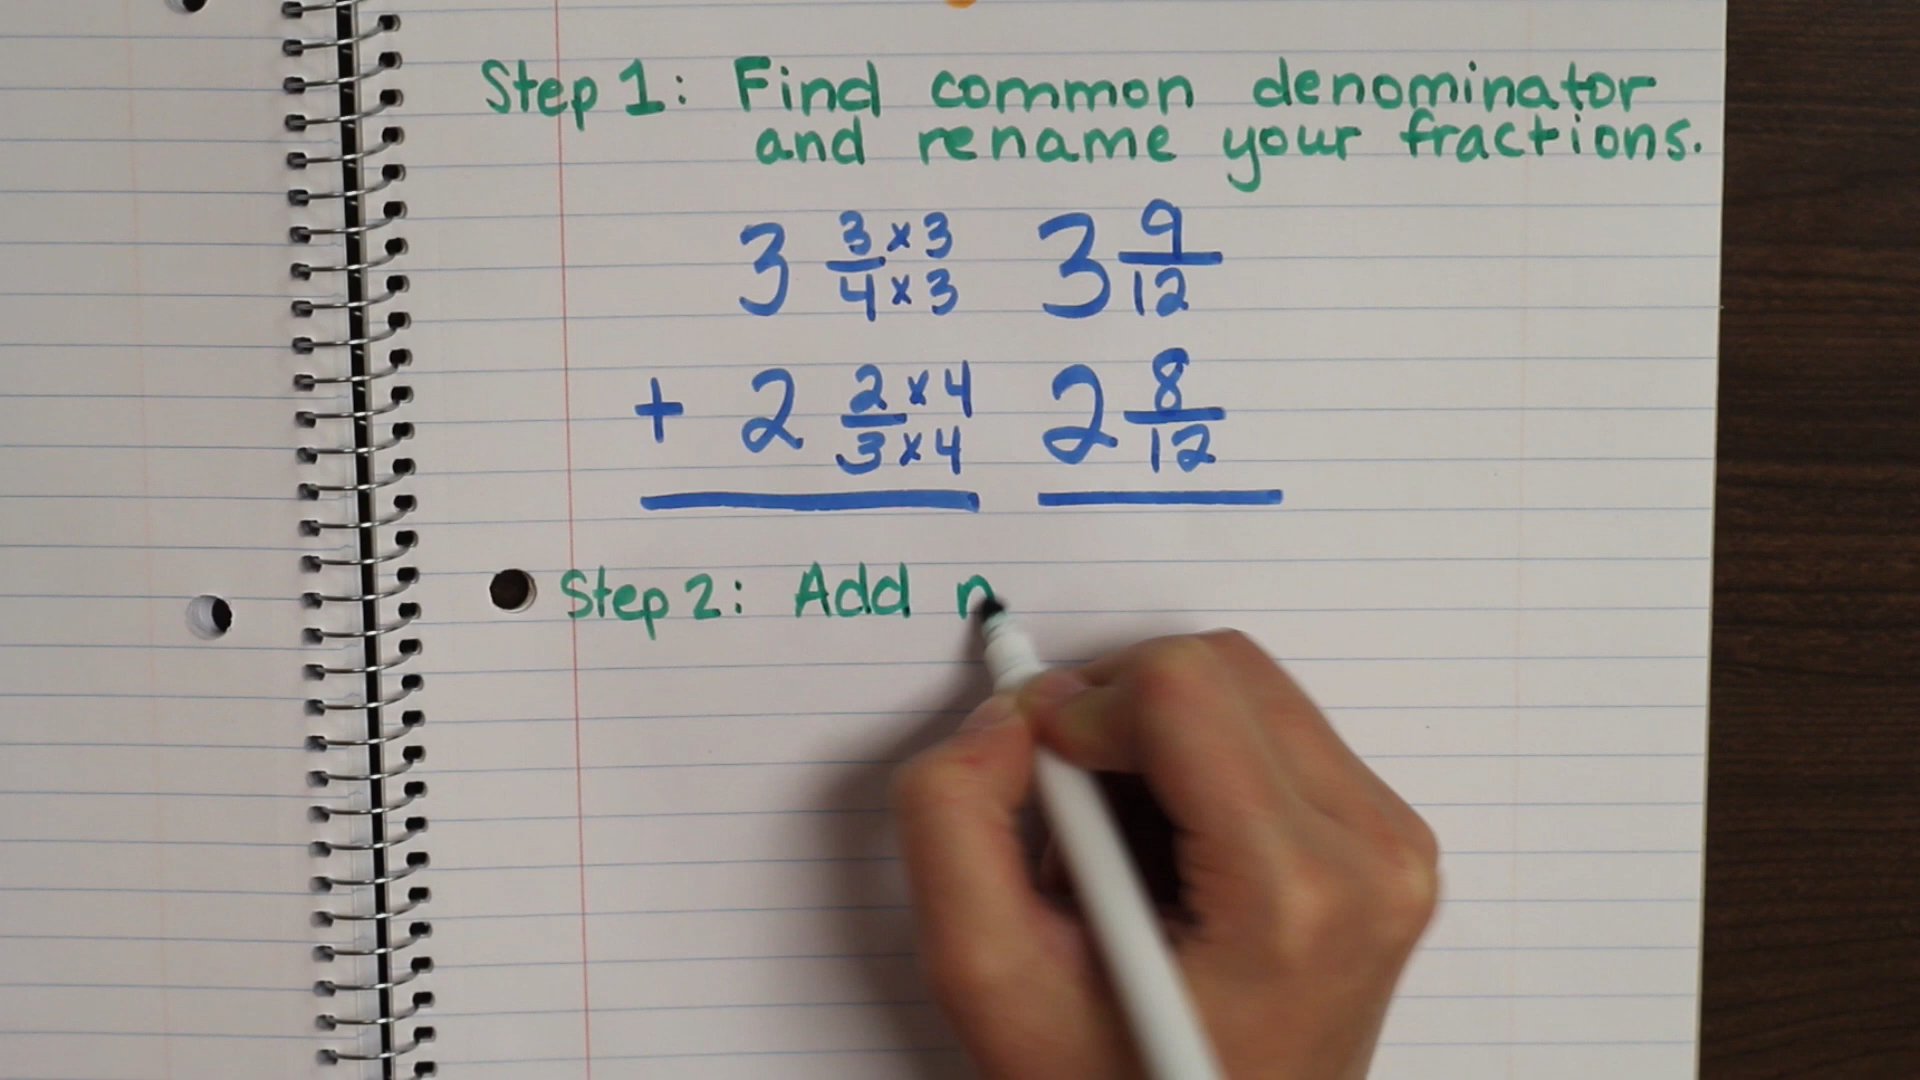 Step 1: Find common denominator
and rename your fractions.
3 3/4 x 3/x 3 3 9/12
+ 2 2/3 x 4/x 4 2 8/12
Step 2: Add n